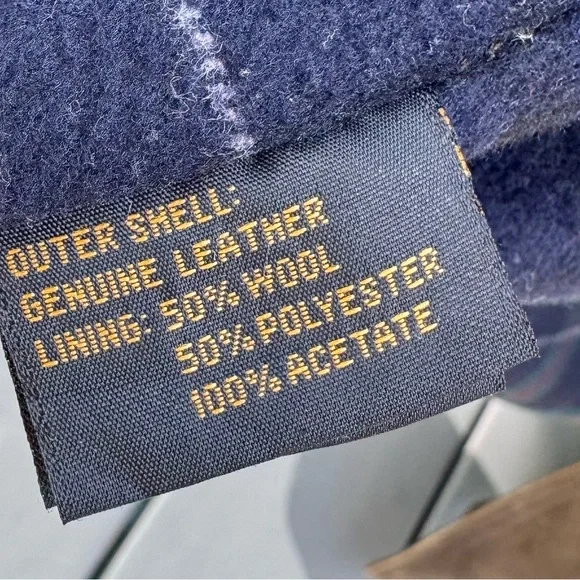 OUTER SHELL:
GENUINE LEATHER
LINING: 50% WOOL
50% POLYESTER
100% ACETATE